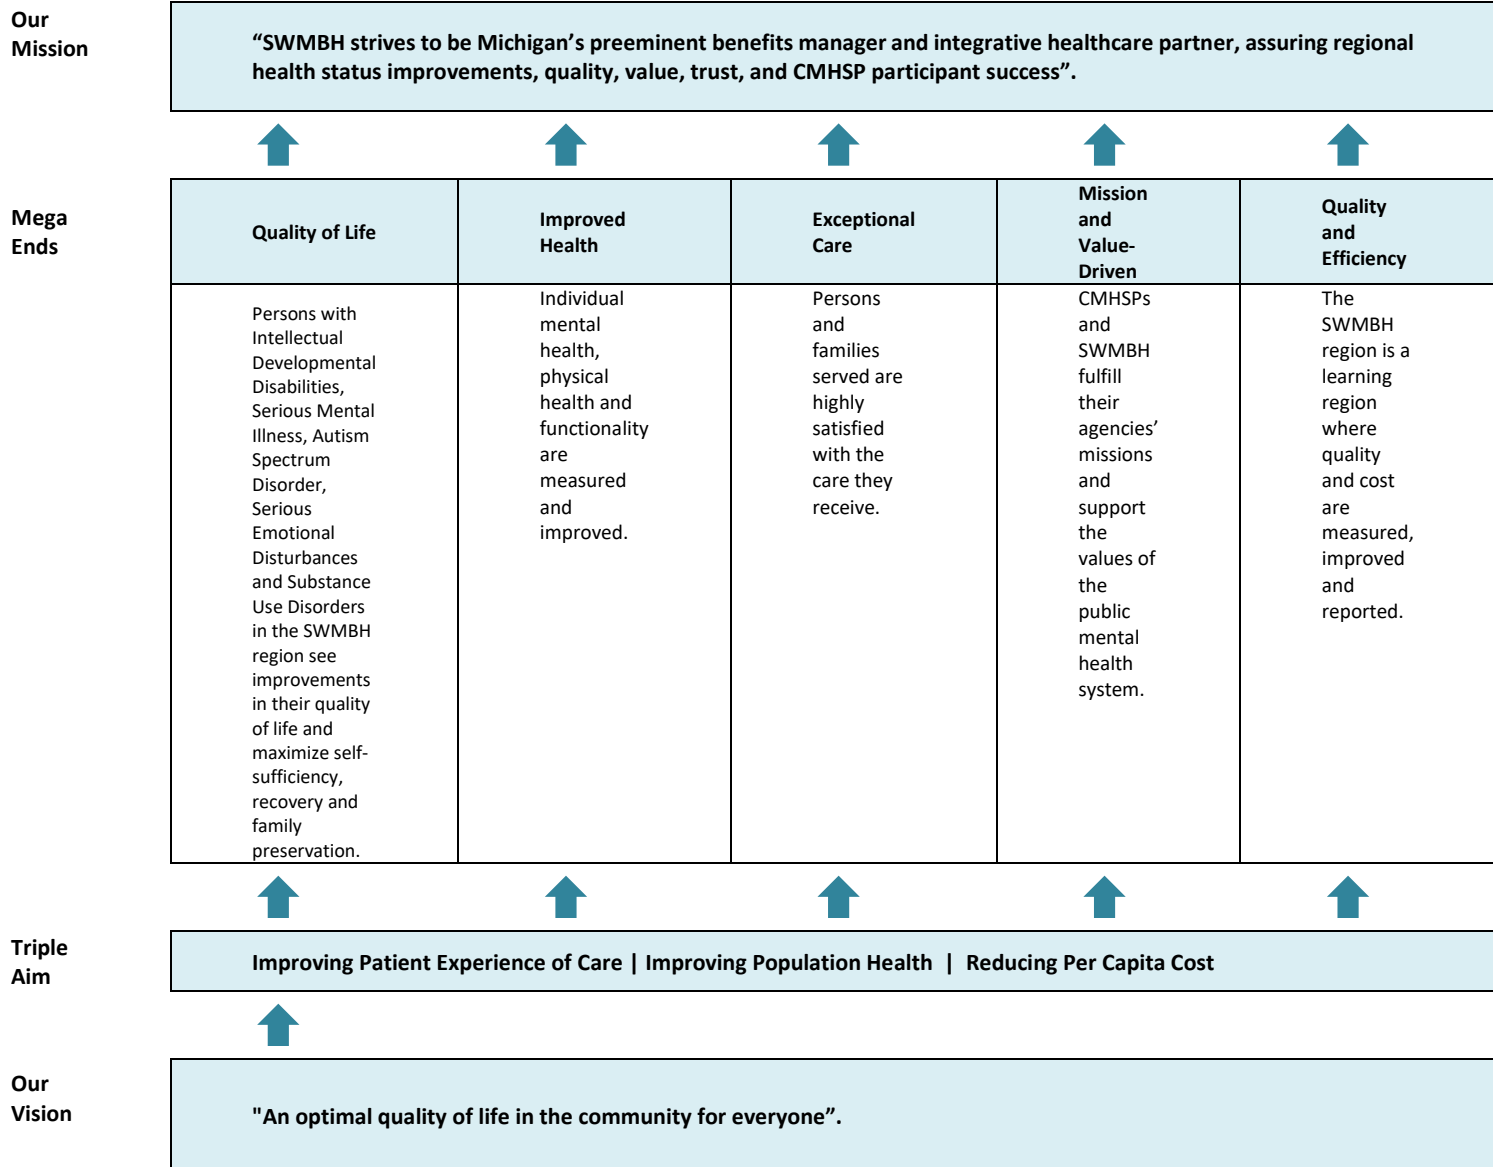 Our
Mission
“SWMBH strives to be Michigan’s preeminent benefits manager and integrative healthcare partner, assuring regional
health status improvements, quality, value, trust, and CMHSP participant success”.
Mega
Ends
Quality of Life
Improved
Health
Exceptional
Care
Mission
and
Value-
Driven
Quality
and
Efficiency
Persons with
Intellectual
Developmental
Disabilities,
Serious Mental
Illness, Autism
Spectrum
Disorder,
Serious
Emotional
Disturbances
and Substance
Use Disorders
in the SWMBH
region see
improvements
in their quality
of life and
maximize self-
sufficiency,
recovery and
family
preservation.
Individual
mental
health,
physical
health and
functionality
are
measured
and
improved.
Persons
and
families
served are
highly
satisfied
with the
care they
receive.
CMHSPs
and
SWMBH
fulfill
their
agencies’
missions
and
support
the
values of
the
public
mental
health
system.
The
SWMBH
region is a
learning
region
where
quality
and cost
are
measured,
improved
and
reported.
Triple
Aim
Improving Patient Experience of Care | Improving Population Health | Reducing Per Capita Cost
Our
Vision
"An optimal quality of life in the community for everyone”.